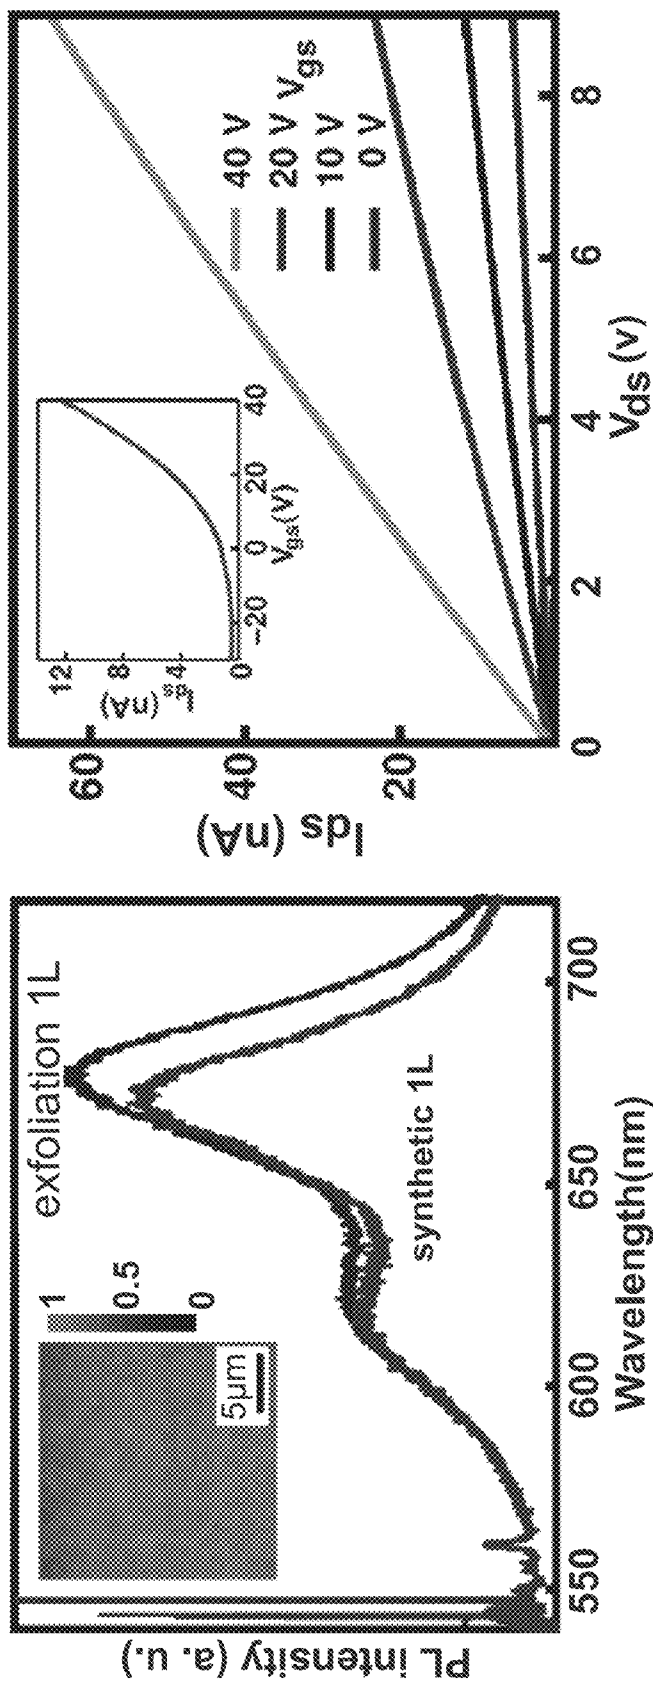 PL intensity (a. u.)
exfoliation 1L
1
0.5
0
5μm
synthetic 1L
550
600
650
700
Wavelength(nm)
Ids (nA)
60
40
20
Ids (nA)
12
8
4
0
-20
0
20
40
Vgs(V)
40 V
20 V Vgs
10 V
0 V
0
2
4
6
8
Vds (v)